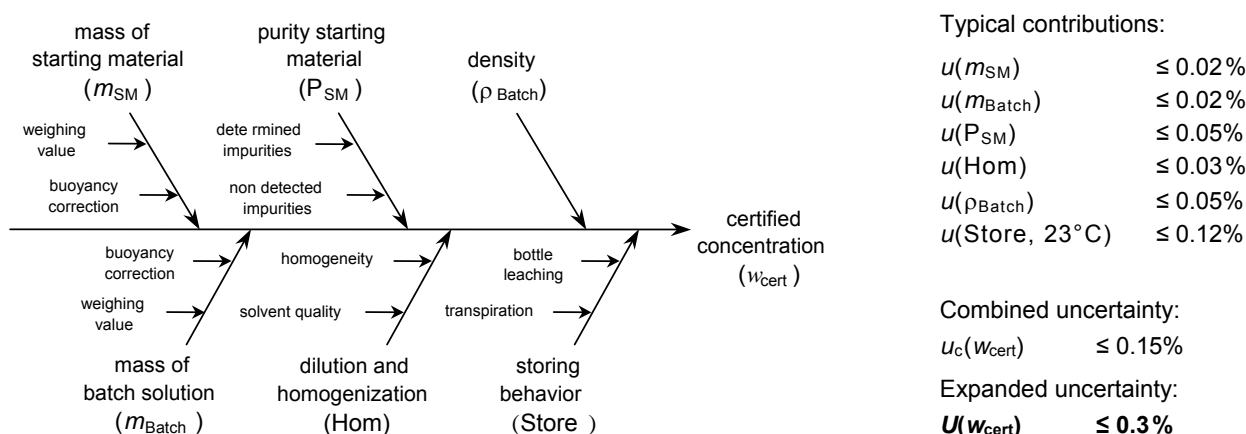 mass of
starting material
(mSM)
purity starting
material
(PSM)
density
(ρ Batch)
weighing
value
buoyancy
correction
dete rmined
impurities
non detected
impurities
certified
concentration
(wcert)
buoyancy
correction
weighing
value
homogeneity
solvent quality
bottle
leaching
transpiration
mass of
batch solution
(mBatch)
dilution and
homogenization
(Hom)
storing
behavior
(Store )
Typical contributions:
u(mSM) ≤ 0.02%
u(mBatch) ≤ 0.02%
u(PSM) ≤ 0.05%
u(Hom) ≤ 0.03%
u(ρBatch) ≤ 0.05%
u(Store, 23°C) ≤ 0.12%
Combined uncertainty:
uc(wcert) ≤ 0.15%
Expanded uncertainty:
U(wcert) ≤ 0.3%